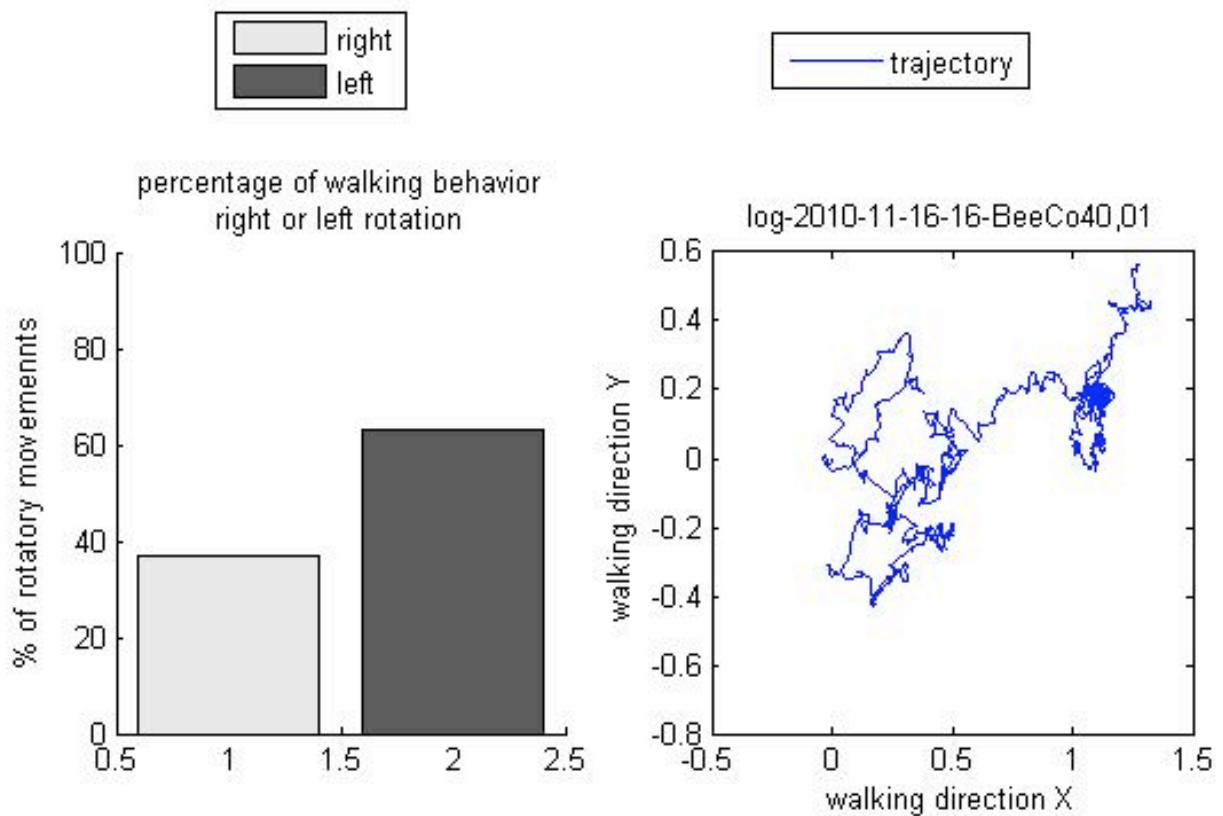 right
left
percentage of walking behavior
right or left rotation
% of rotatory movemennts
100
80
60
40
20
0
0.5
1
1.5
2
2.5
trajectory
log-2010-11-16-16-BeeCo40,01
walking direction Y
0.6
0.4
0.2
0
-0.2
-0.4
-0.6
-0.8
-0.5
0
0.5
1
1.5
walking direction X